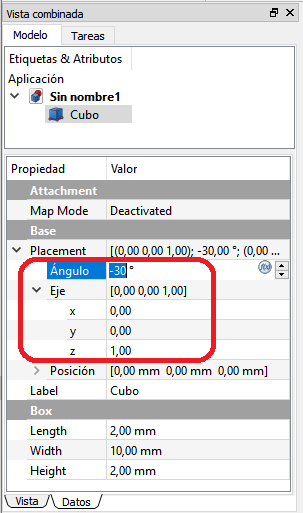 Vista combinada
Modelo Tareas
Etiquetas & Atributos
Aplicación
Sin nombre1
Cubo
Propiedad Valor
Attachment
Map Mode Deactivated
Base
Placement [(0,00 0,00 1,00); -30,00 °; (0,00 ...
Ángulo -30 °
Eje [0,00 0,00 1,00]
x 0,00
y 0,00
z 1,00
Posición [0,00 mm 0,00 mm 0,00 mm]
Label Cubo
Box
Length 2,00 mm
Width 10,00 mm
Height 2,00 mm
Vista Datos